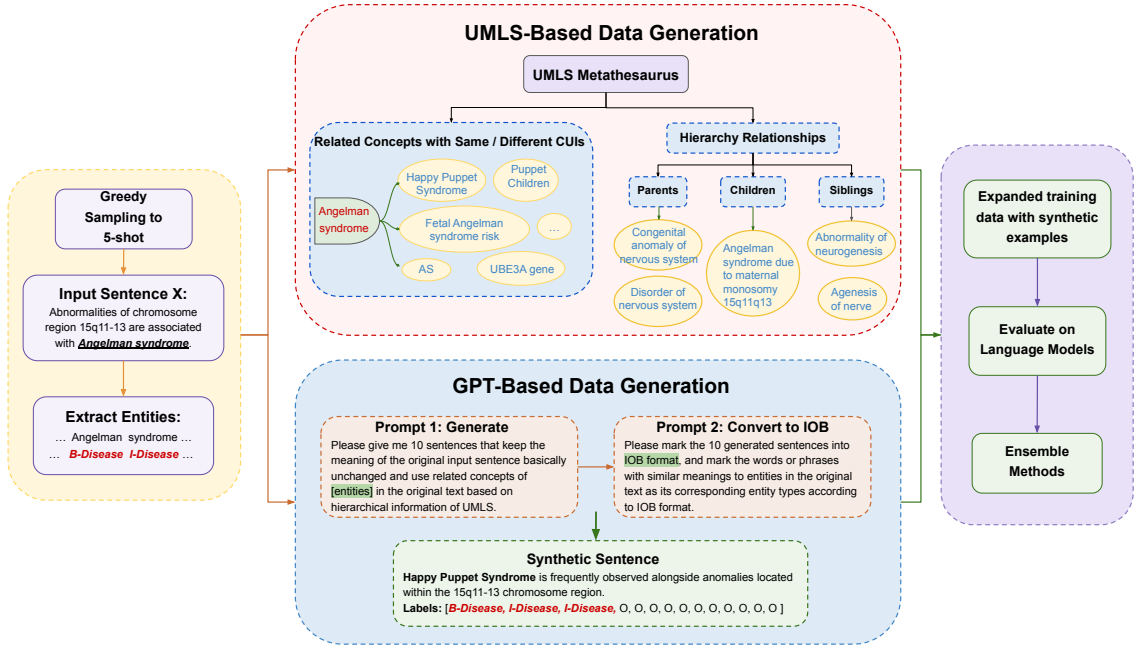 Greedy
Sampling to
5-shot
Input Sentence X:
Abnormalities of chromosome
region 15q11-13 are associated
with Angelman syndrome.
Extract Entities:
... Angelman syndrome ...
... B-Disease I-Disease ...
UMLS-Based Data Generation
UMLS Metathesaurus
Related Concepts with Same / Different CUIs
Angelman
syndrome
Happy Puppet
Syndrome
Puppet
Children
Fetal Angelman
syndrome risk
...
AS
UBE3A gene
Hierarchy Relationships
Parents
Children
Siblings
Congenital
anomaly of
nervous system
Disorder of
nervous system
Angelman
syndrome due
to maternal
monosomy
15q11q13
Abnormality of
neurogenesis
Agenesis
of nerve
GPT-Based Data Generation
Prompt 1: Generate
Please give me 10 sentences that keep the
meaning of the original input sentence basically
unchanged and use related concepts of
[entities] in the original text based on
hierarchical information of UMLS.
Prompt 2: Convert to IOB
Please mark the 10 generated sentences into
IOB format, and mark the words or phrases
with similar meanings to entities in the original
text as its corresponding entity types according
to IOB format.
Synthetic Sentence
Happy Puppet Syndrome is frequently observed alongside anomalies located
within the 15q11-13 chromosome region.
Labels: [B-Disease, I-Disease, I-Disease, O, O, O, O, O, O, O, O, O, O, O ]
Expanded training
data with synthetic
examples
Evaluate on
Language Models
Ensemble
Methods